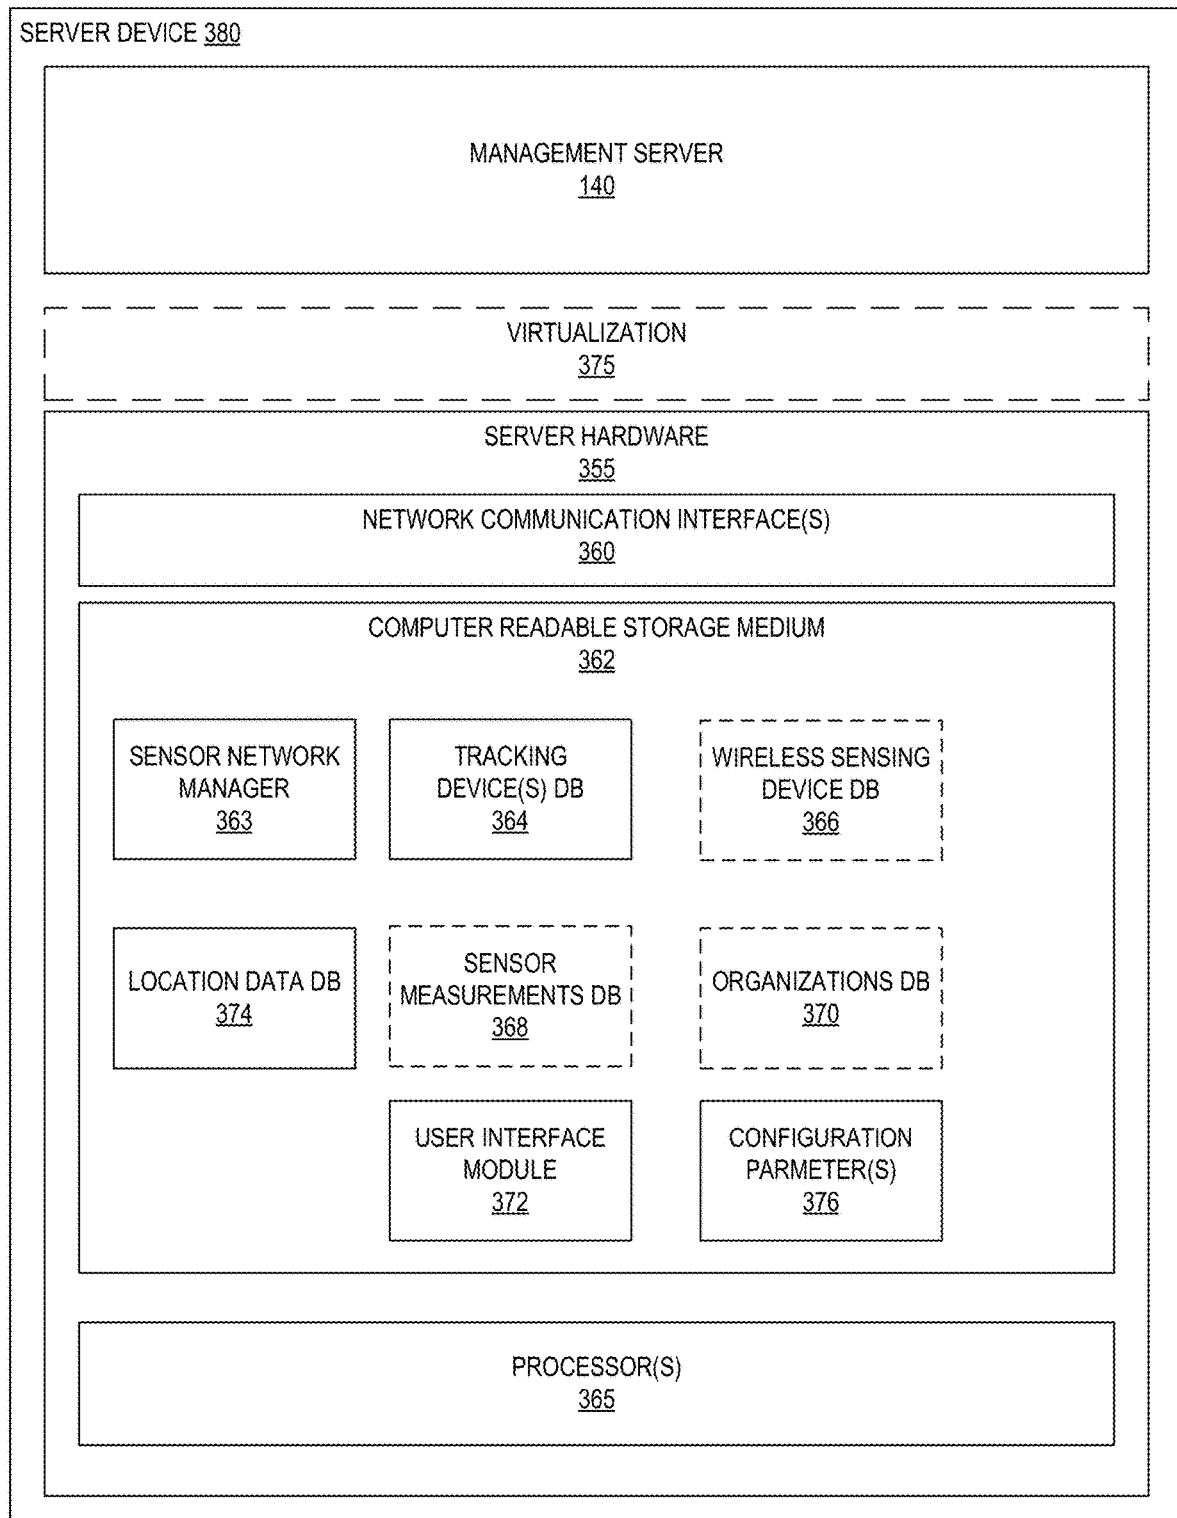 SERVER DEVICE 380
MANAGEMENT SERVER
140
VIRTUALIZATION
375
SERVER HARDWARE
355
NETWORK COMMUNICATION INTERFACE(S)
360
COMPUTER READABLE STORAGE MEDIUM
362
SENSOR NETWORK
MANAGER
363
TRACKING
DEVICE(S) DB
364
WIRELESS SENSING
DEVICE DB
366
LOCATION DATA DB
374
SENSOR
MEASUREMENTS DB
368
ORGANIZATIONS DB
370
USER INTERFACE
MODULE
372
CONFIGURATION
PARMETER(S)
376
PROCESSOR(S)
365